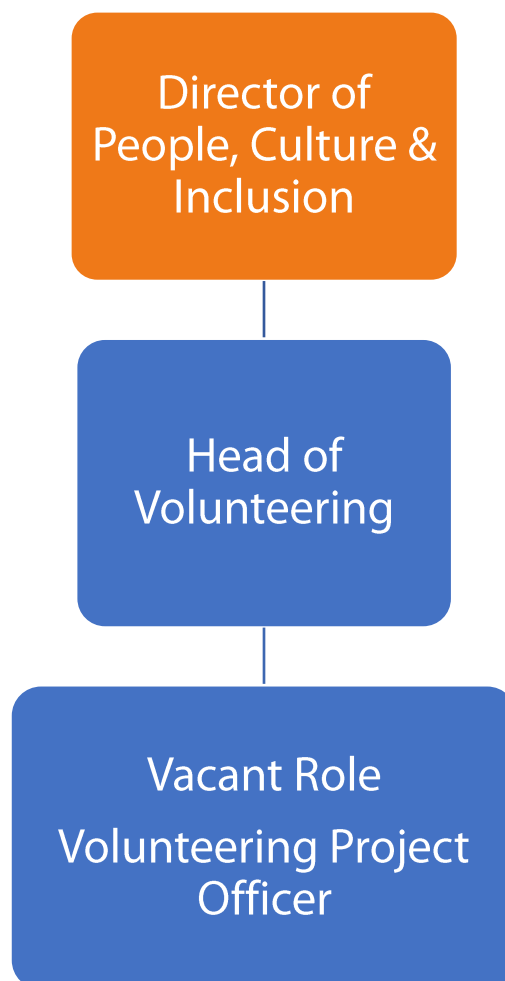 Director of
People, Culture &
Inclusion
Head of
Volunteering
Vacant Role
Volunteering Project
Officer